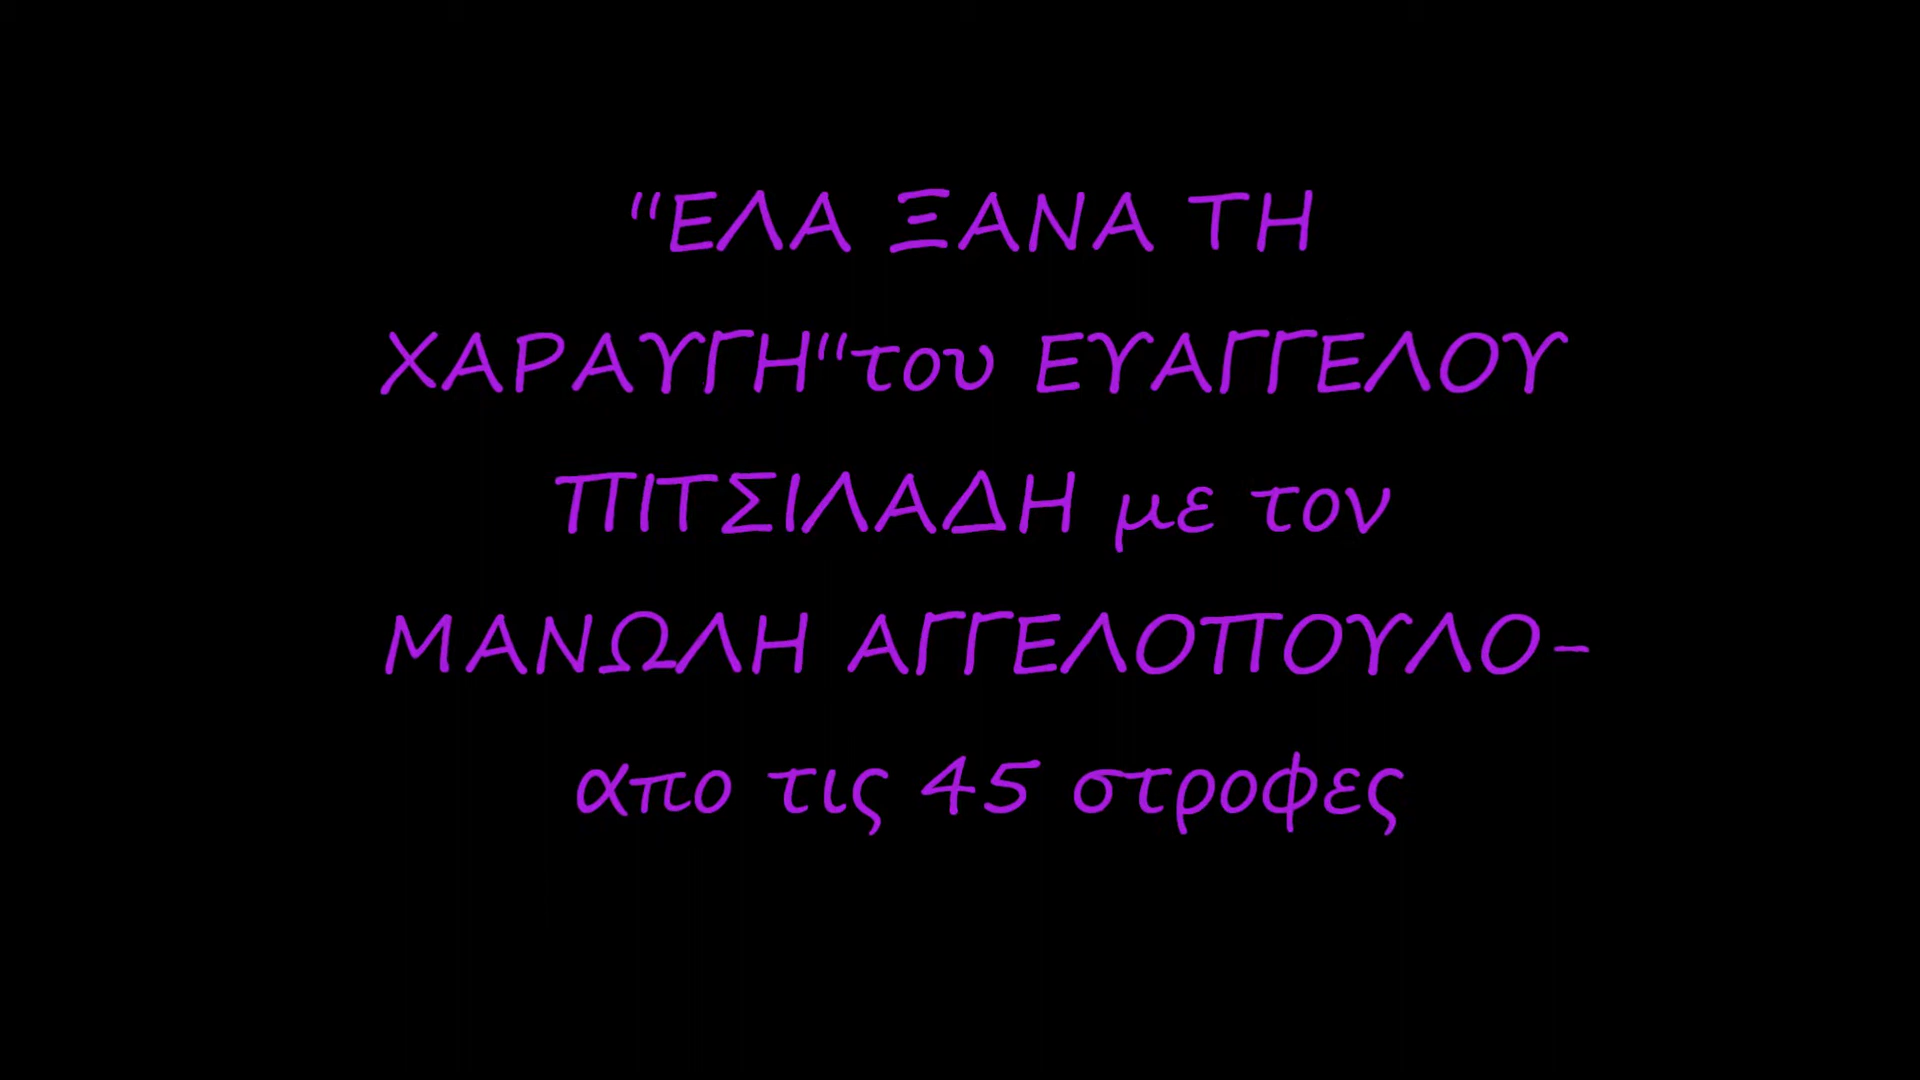 "ΕΛΑ ΞΑΝΑ ΤΗ
ΧΑΡΑΥΓΗ"του ΕΥΑΓΓΕΛΟΥ
ΠΙΤΣΙΛΑΔΗ με τον
ΜΑΝΩΛΗ ΑΓΓΕΛΟΠΟΥΛΟ-
απο τις 45 στροφες